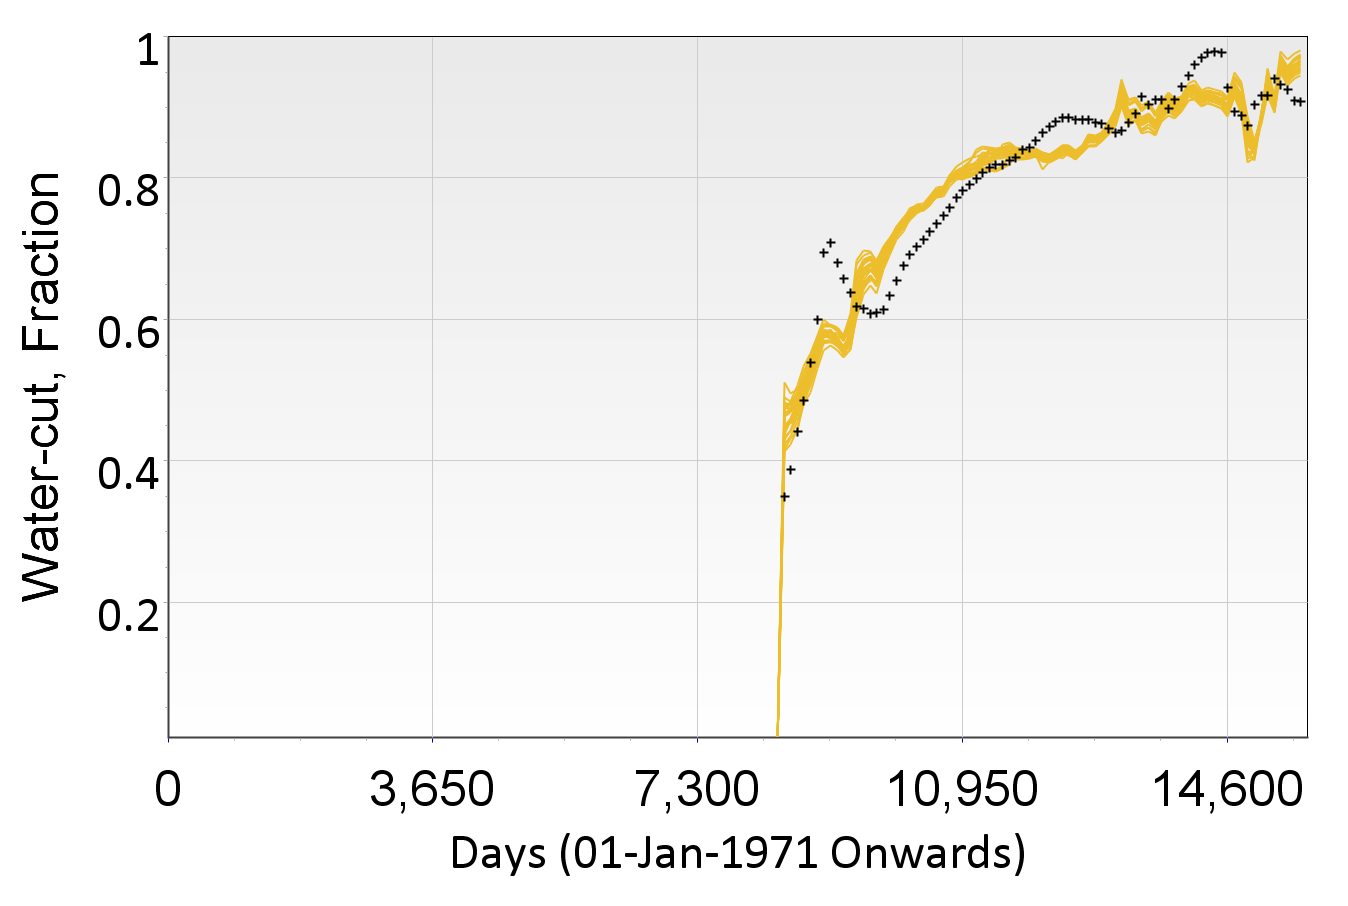 Water-cut, Fraction
1
0.8
0.6
0.4
0.2
0 3,650 7,300 10,950 14,600
Days (01-Jan-1971 Onwards)